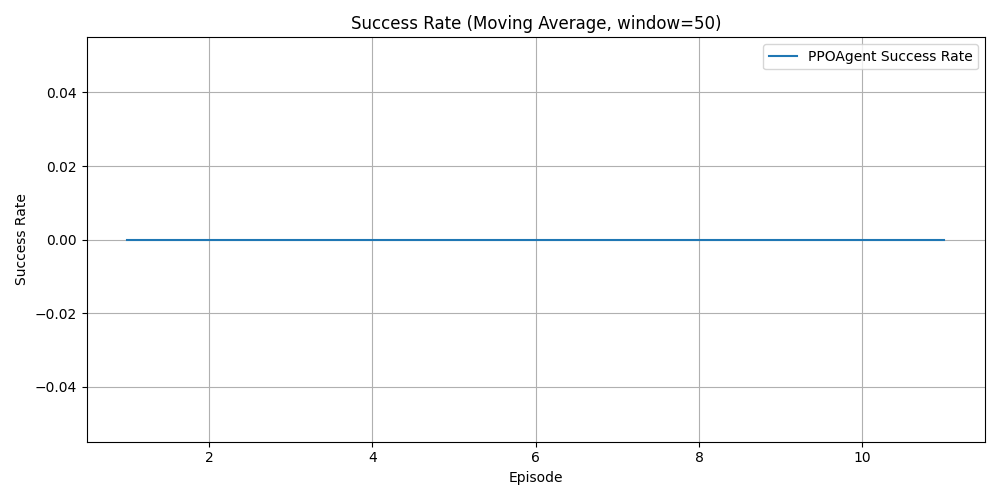 Success Rate (Moving Average, window=50)
PPOAgent Success Rate
0.04
0.02
0.00
−0.02
−0.04
Success Rate
2
4
6
8
10
Episode